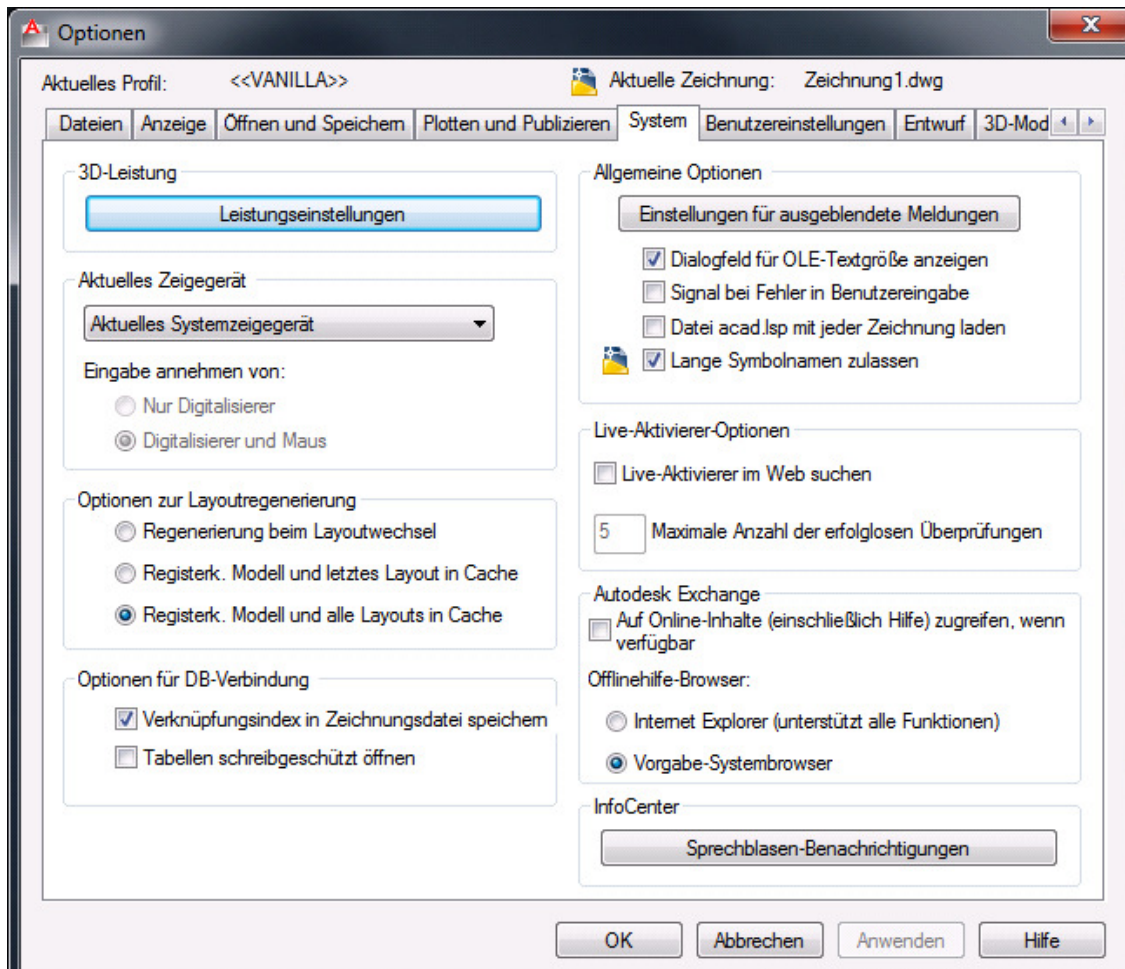 Optionen
Aktuelles Profil: <<VANILLA>> Aktuelle Zeichnung: Zeichnung1.dwg
Dateien Anzeige Öffnen und Speichern Plotten und Publizieren System Benutzereinstellungen Entwurf 3D-Mod
3D-Leistung
Leistungseinstellungen
Aktuelles Zeigegerät
Aktuelles Systemzeigegerät
Eingabe annehmen von:
Nur Digitalisierer
Digitalisierer und Maus
Optionen zur Layoutregenerierung
Regenerierung beim Layoutwechsel
Registerk. Modell und letztes Layout in Cache
Registerk. Modell und alle Layouts in Cache
Optionen für DB-Verbindung
Verknüpfungsindex in Zeichnungsdatei speichern
Tabellen schreibgeschützt öffnen
Allgemeine Optionen
Einstellungen für ausgeblendete Meldungen
Dialogfeld für OLE-Textgröße anzeigen
Signal bei Fehler in Benutzereingabe
Datei acad.lsp mit jeder Zeichnung laden
Lange Symbolnamen zulassen
Live-Aktivierer-Optionen
Live-Aktivierer im Web suchen
5 Maximale Anzahl der erfolglosen Überprüfungen
Autodesk Exchange
Auf Online-Inhalte (einschließlich Hilfe) zugreifen, wenn
verfügbar
Offlinehilfe-Browser:
Internet Explorer (unterstützt alle Funktionen)
Vorgabe-Systembrowser
InfoCenter
Sprechblasen-Benachrichtigungen
OK Abbrechen Anwenden Hilfe